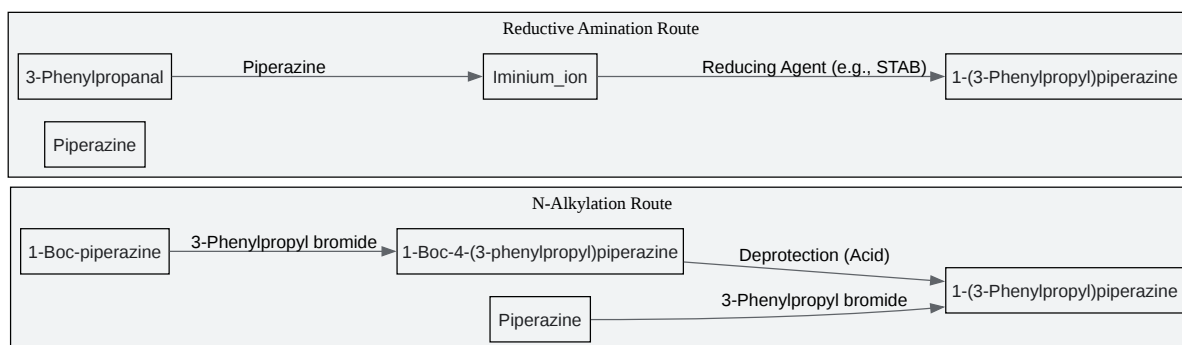 Reductive Amination Route
3-Phenylpropanal
Piperazine
Iminium_ion
Reducing Agent (e.g., STAB)
1-(3-Phenylpropyl)piperazine
Piperazine
N-Alkylation Route
1-Boc-piperazine
3-Phenylpropyl bromide
1-Boc-4-(3-phenylpropyl)piperazine
Deprotection (Acid)
1-(3-Phenylpropyl)piperazine
Piperazine
3-Phenylpropyl bromide